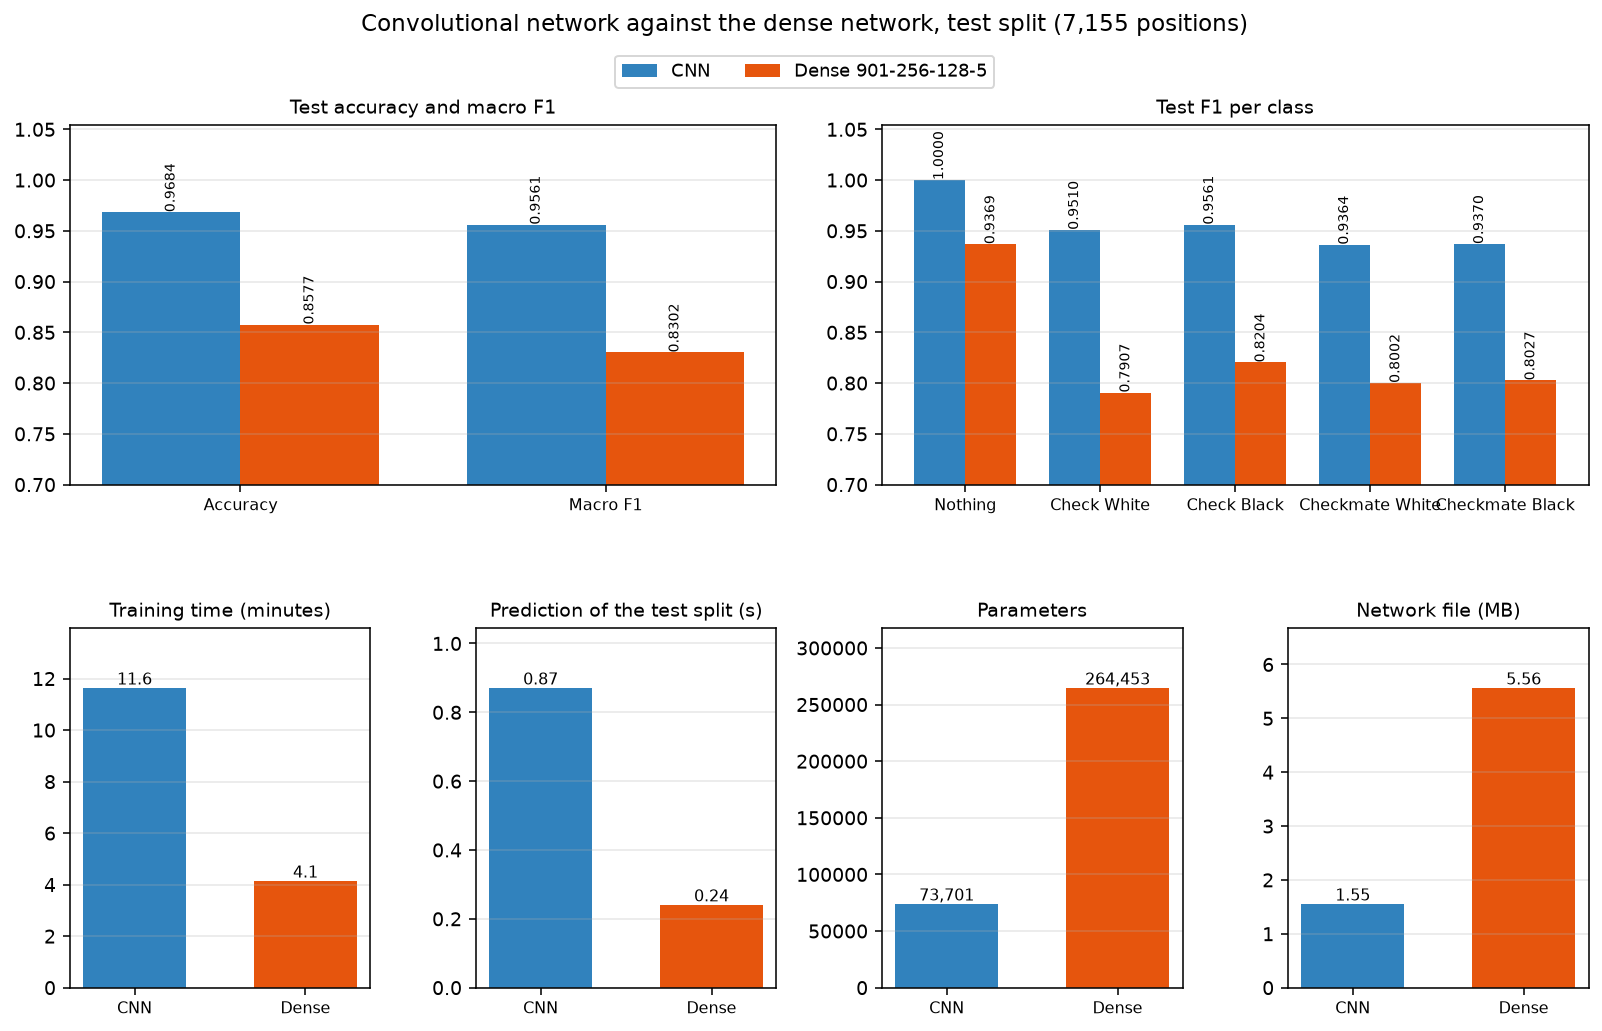 Convolutional network against the dense network, test split (7,155 positions)
CNN
Dense 901-256-128-5
Test accuracy and macro F1
1.05
1.00
0.95
0.90
0.85
0.80
0.75
0.70
0.9684
0.8577
0.9561
0.8302
Accuracy
Macro F1
Test F1 per class
1.05
1.00
0.95
0.90
0.85
0.80
0.75
0.70
1.0000
0.9369
0.9510
0.7907
0.9561
0.8204
0.9364
0.8002
0.9370
0.8027
Nothing
Check White
Check Black
Checkmate White
Checkmate Black
Training time (minutes)
12
10
8
6
4
2
0
11.6
4.1
CNN
Dense
Prediction of the test split (s)
1.0
0.8
0.6
0.4
0.2
0.0
0.87
0.24
CNN
Dense
Parameters
300000
250000
200000
150000
100000
50000
0
73,701
264,453
CNN
Dense
Network file (MB)
6
5
4
3
2
1
0
1.55
5.56
CNN
Dense